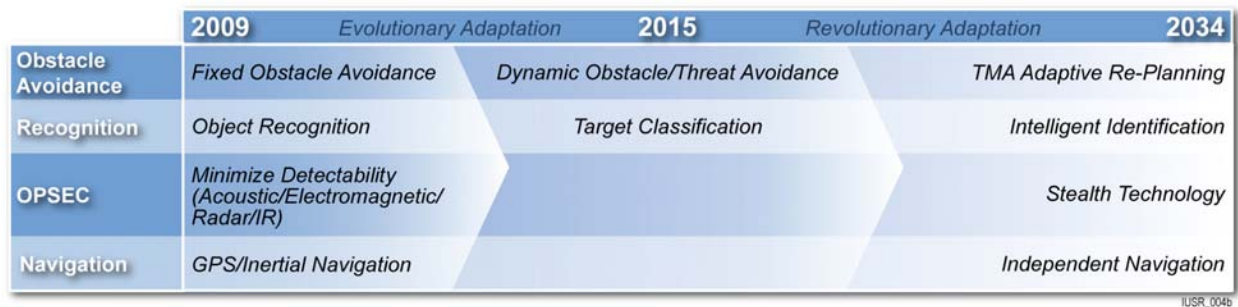 2009 Evolutionary Adaptation 2015 Revolutionary Adaptation 2034
Obstacle
Avoidance
Fixed Obstacle Avoidance
Dynamic Obstacle/Threat Avoidance
TMA Adaptive Re-Planning
Recognition
Object Recognition
Target Classification
Intelligent Identification
OPSEC
Minimize Detectability
(Acoustic/Electromagnetic/
Radar/IR)
Stealth Technology
Navigation
GPS/Inertial Navigation
Independent Navigation
IUSR_004b